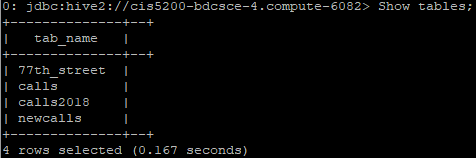 0: jdbc:hive2://cis5200-bdcsce-4.compute-6082> Show tables;
+--------------+--+
|   tab_name   |
+--------------+--+
| 77th_street  |
| calls        |
| calls2018    |
| newcalls     |
+--------------+--+
4 rows selected (0.167 seconds)